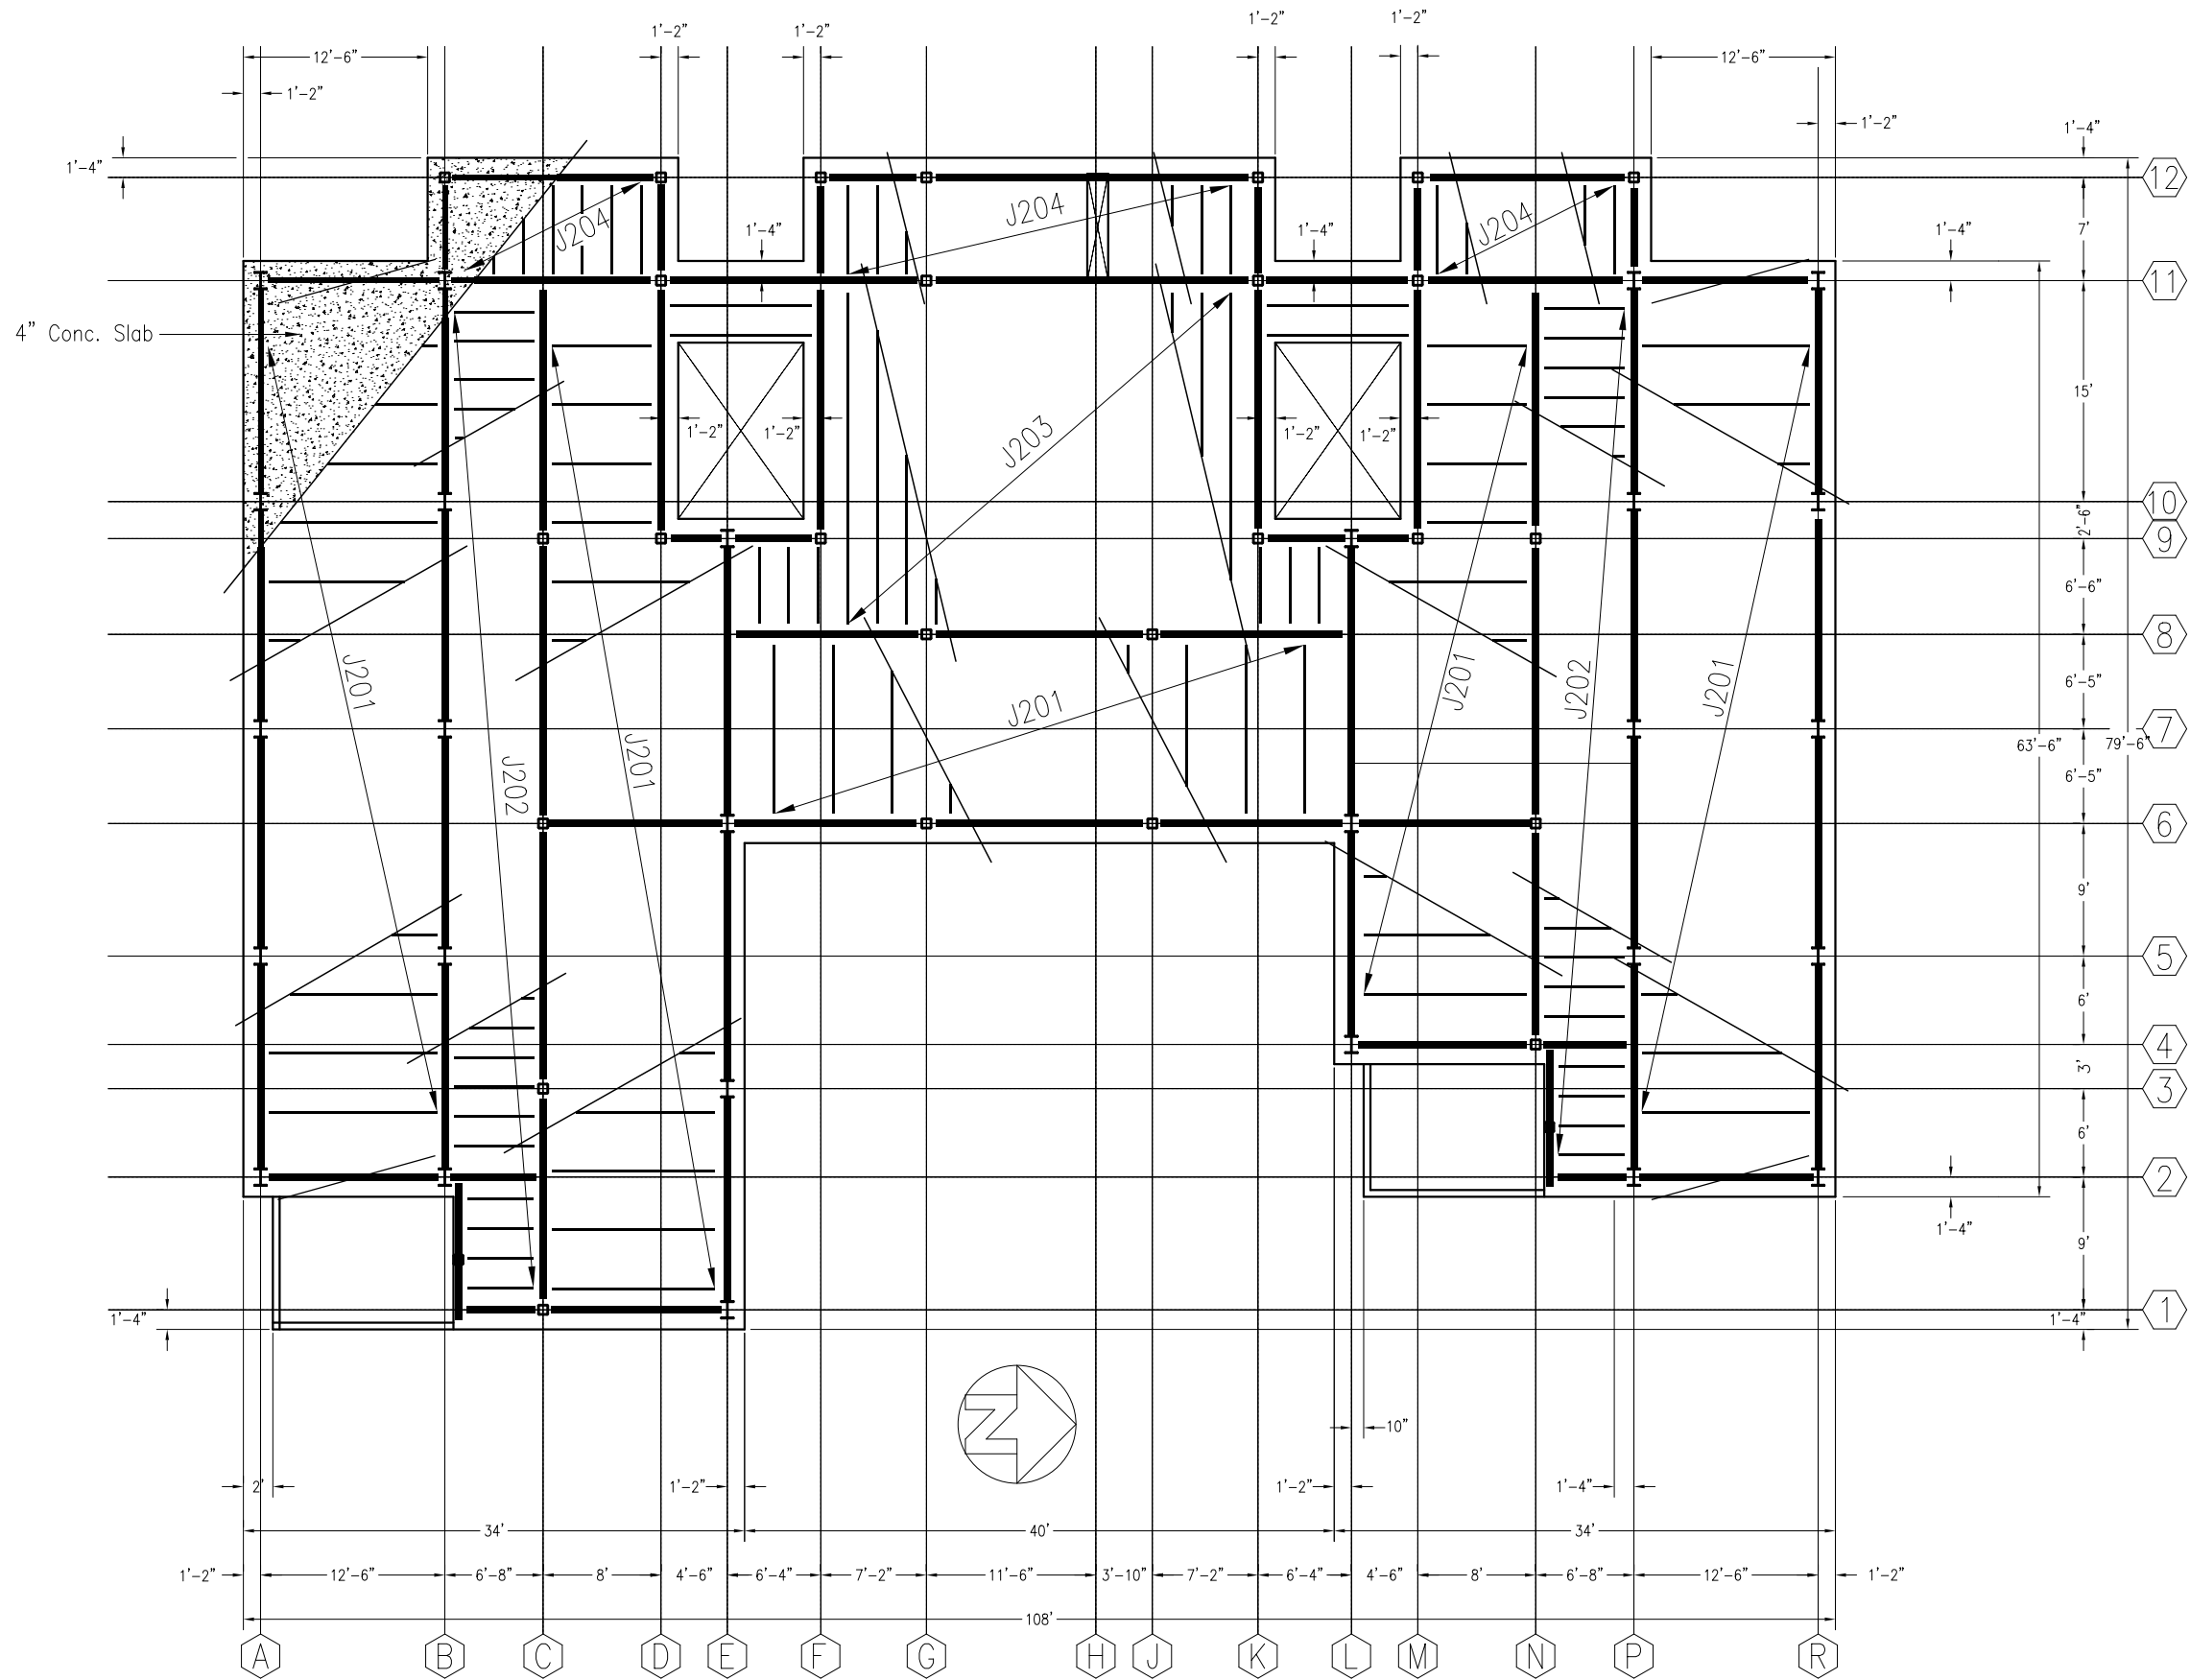 1'-2" 1'-2" 1'-2" 1'-2"
12'-6" 12'-6"
1'-2" 1'-2"
1'-4" 1'-4"
12
J204 J204 J204
1'-4" 1'-4" 1'-4" 7'
11
4" Conc. Slab
15'
1'-2" 1'-2" 1'-2" 1'-2"
J203
10
2'-6"
9
6'-6"
8
J201 J201 J202 J201
6'-5"
J201
7
63'-6" 79'-6"
J202 J201
6'-5"
6
9'
5
6'
4
3'
3
6'
2
1'-4"
9'
1'-4" 1'-4"
1
N
10"
2' 1'-2" 1'-2" 1'-4"
34' 40' 34'
1'-2" 12'-6" 6'-8" 8' 4'-6" 6'-4" 7'-2" 11'-6" 3'-10" 7'-2" 6'-4" 4'-6" 8' 6'-8" 12'-6" 1'-2"
108'
A B C D E F G H J K L M N P R